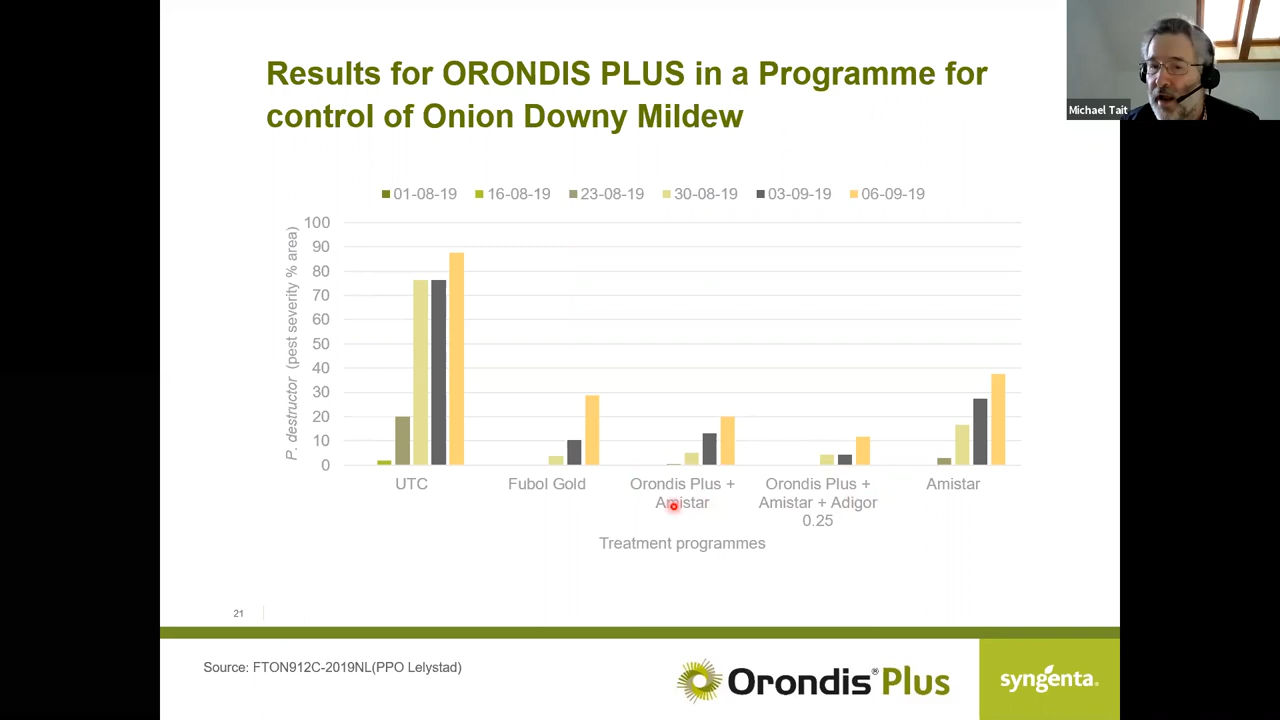 Results for ORONDIS PLUS in a Programme for
control of Onion Downy Mildew
Michael Tait
01-08-19 16-08-19 23-08-19 30-08-19 03-09-19 06-09-19
P. destructor (pest severity % area)
100
90
80
70
60
50
40
30
20
10
0
UTC
Fubol Gold
Orondis Plus +
Amistar
Orondis Plus +
Amistar + Adigor
0.25
Amistar
Treatment programmes
21
Source: FTON912C-2019NL(PPO Lelystad)
Orondis® Plus
syngenta®